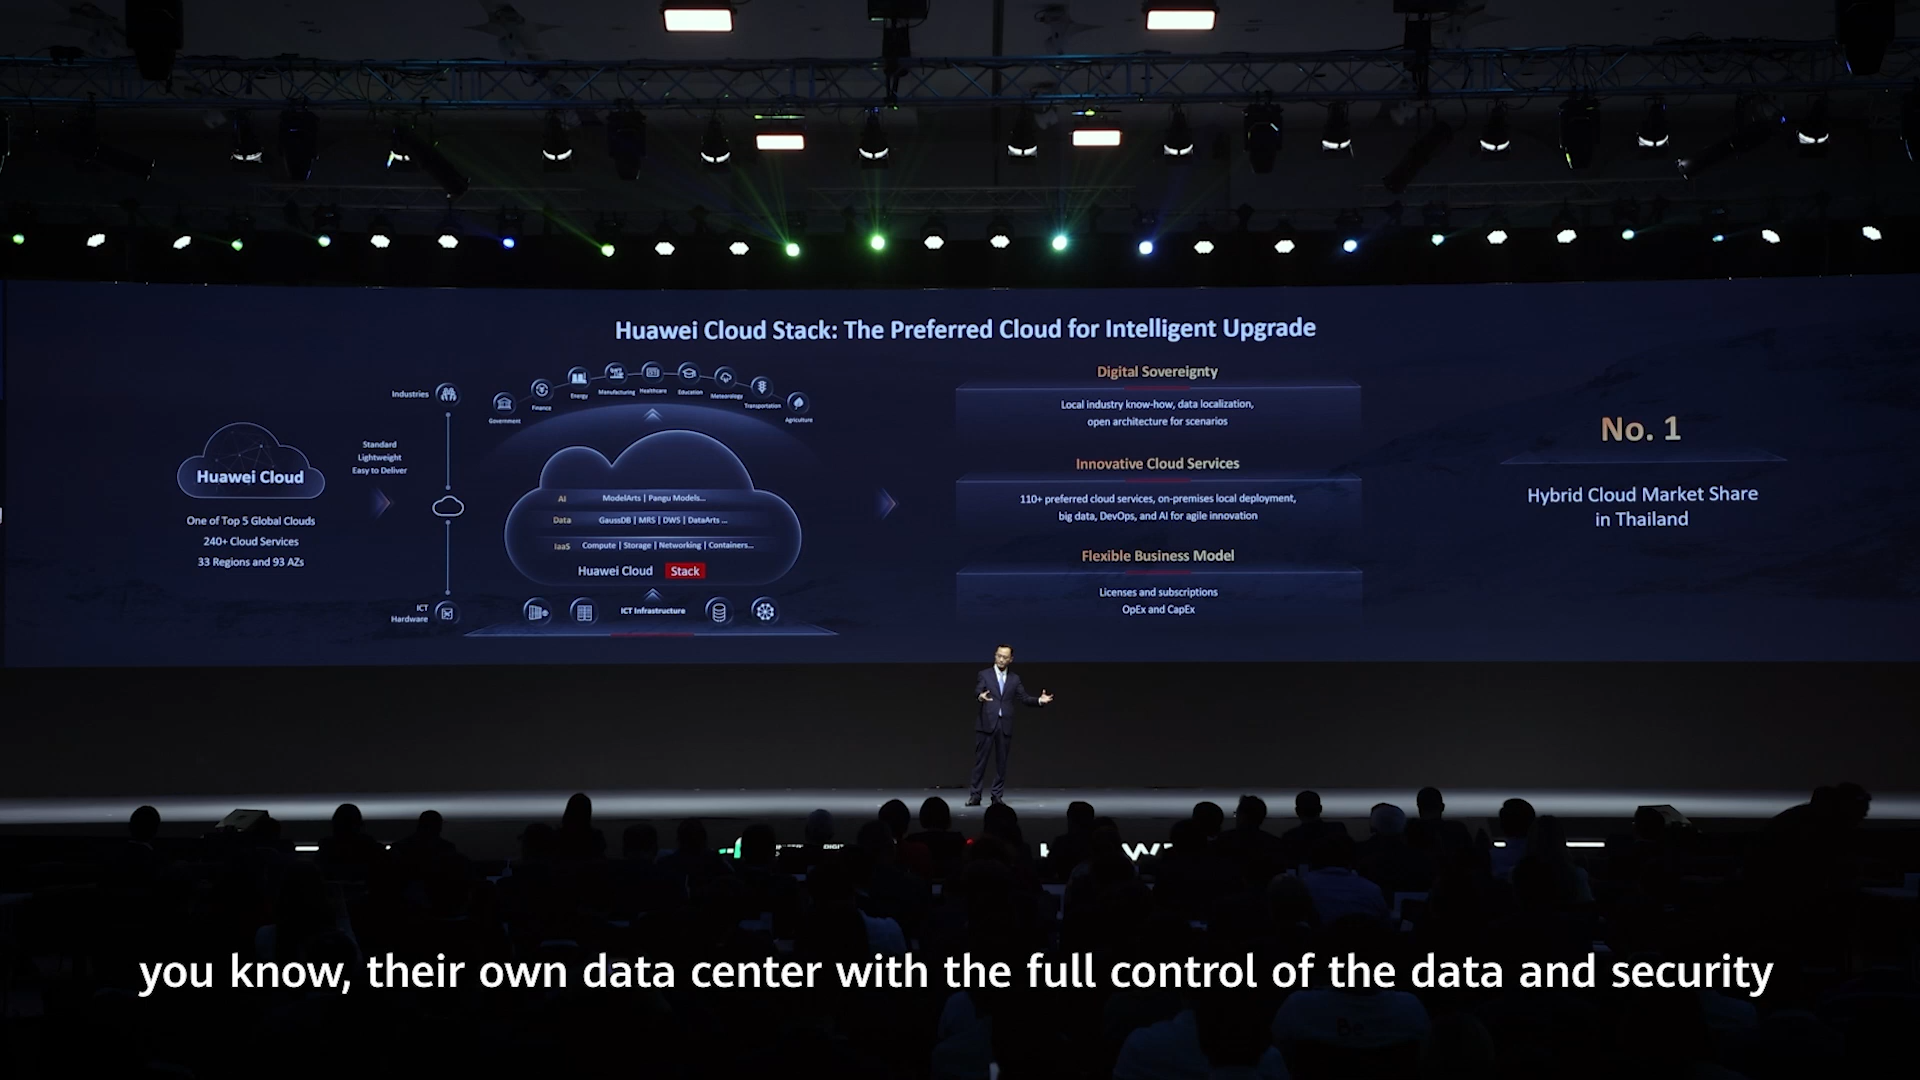 Huawei Cloud Stack: The Preferred Cloud for Intelligent Upgrade
Huawei Cloud
One of Top 5 Global Clouds
240+ Cloud Services
33 Regions and 93 AZs
Standard
Lightweight
Easy to Deliver
Industries
ICT
Hardware
Government
Finance
Energy
Manufacturing
Healthcare
Education
Meteorology
Transportation
Agriculture
AI ModelArts | Pangu Models...
Data GaussDB | MRS | DWS | DataArts ...
IaaS Compute | Storage | Networking | Containers...
Huawei Cloud Stack
ICT Infrastructure
Digital Sovereignty
Local industry know-how, data localization,
open architecture for scenarios
Innovative Cloud Services
110+ preferred cloud services, on-premises local deployment,
big data, DevOps, and AI for agile innovation
Flexible Business Model
Licenses and subscriptions
OpEx and CapEx
No. 1
Hybrid Cloud Market Share
in Thailand
you know, their own data center with the full control of the data and security